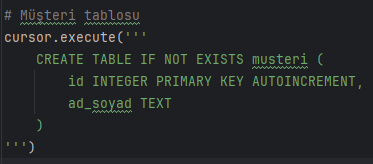 # Müşteri tablosu
cursor.execute('''
    CREATE TABLE IF NOT EXISTS musteri (
        id INTEGER PRIMARY KEY AUTOINCREMENT,
        ad_soyad TEXT
    )
''')